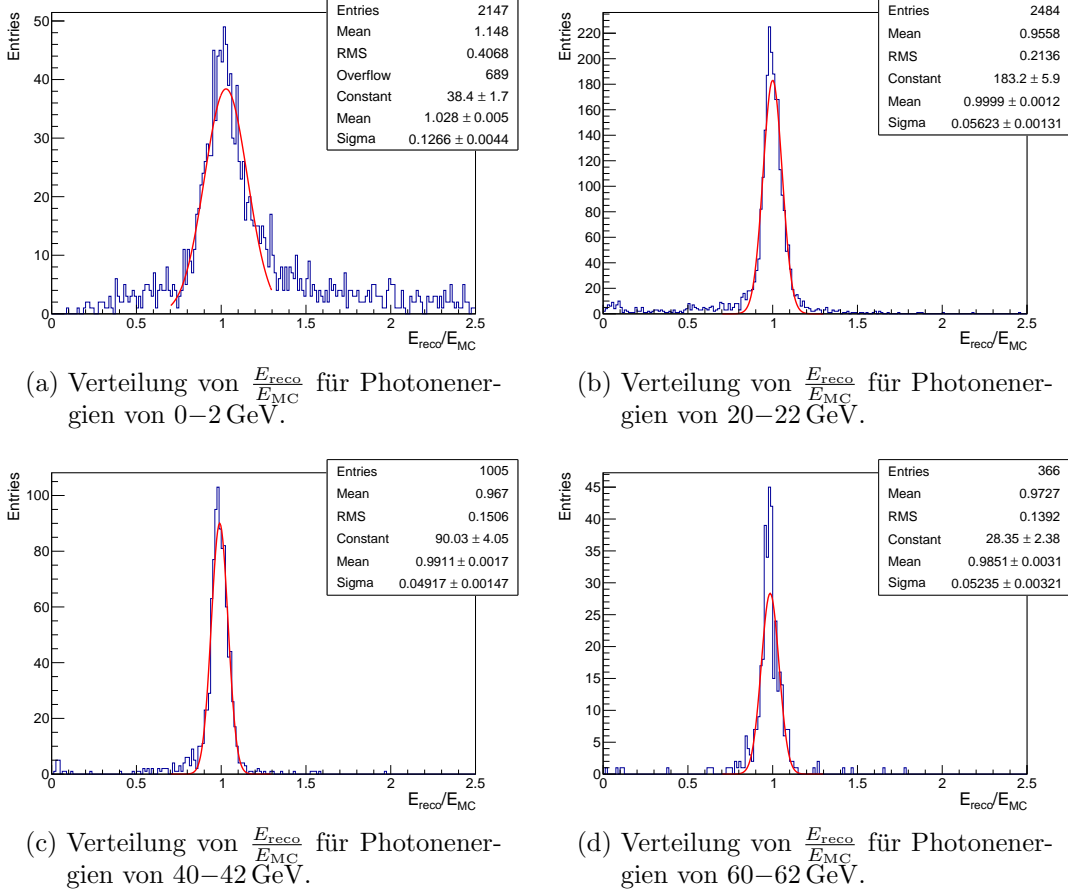 Entries 2147
Mean 1.148
RMS 0.4068
Overflow 689
Constant 38.4 ± 1.7
Mean 1.028 ± 0.005
Sigma 0.1266 ± 0.0044
Entries
50
40
30
20
10
0
0 0.5 1 1.5 2 2.5
E_reco/E_MC
(a) Verteilung von E_reco/E_MC für Photonener-
gien von 0−2 GeV.
Entries 2484
Mean 0.9558
RMS 0.2136
Constant 183.2 ± 5.9
Mean 0.9999 ± 0.0012
Sigma 0.05623 ± 0.00131
Entries
220
200
180
160
140
120
100
80
60
40
20
0
0 0.5 1 1.5 2 2.5
E_reco/E_MC
(b) Verteilung von E_reco/E_MC für Photonener-
gien von 20−22 GeV.
Entries 1005
Mean 0.967
RMS 0.1506
Constant 90.03 ± 4.05
Mean 0.9911 ± 0.0017
Sigma 0.04917 ± 0.00147
Entries
100
80
60
40
20
0
0 0.5 1 1.5 2 2.5
E_reco/E_MC
(c) Verteilung von E_reco/E_MC für Photonener-
gien von 40−42 GeV.
Entries 366
Mean 0.9727
RMS 0.1392
Constant 28.35 ± 2.38
Mean 0.9851 ± 0.0031
Sigma 0.05235 ± 0.00321
Entries
45
40
35
30
25
20
15
10
5
0
0 0.5 1 1.5 2 2.5
E_reco/E_MC
(d) Verteilung von E_reco/E_MC für Photonener-
gien von 60−62 GeV.